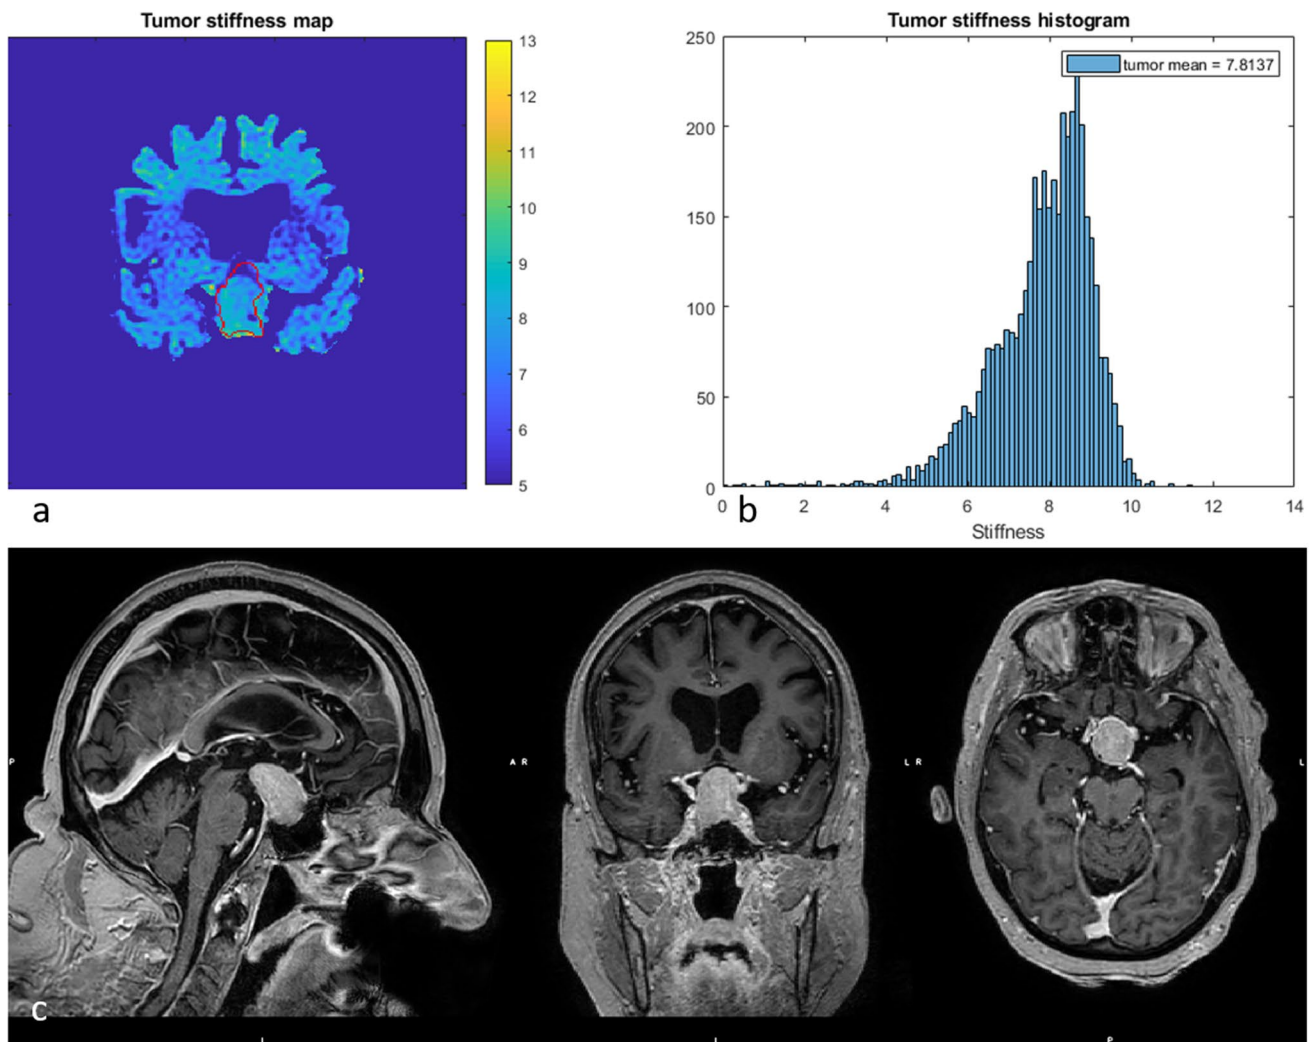 Tumor stiffness map
13
12
11
10
9
8
7
6
5
a
Tumor stiffness histogram
250
200
150
100
50
0
tumor mean = 7.8137
0 2 4 6 8 10 12 14
Stiffness
b
P
A R
L R
L
c
I
I
P